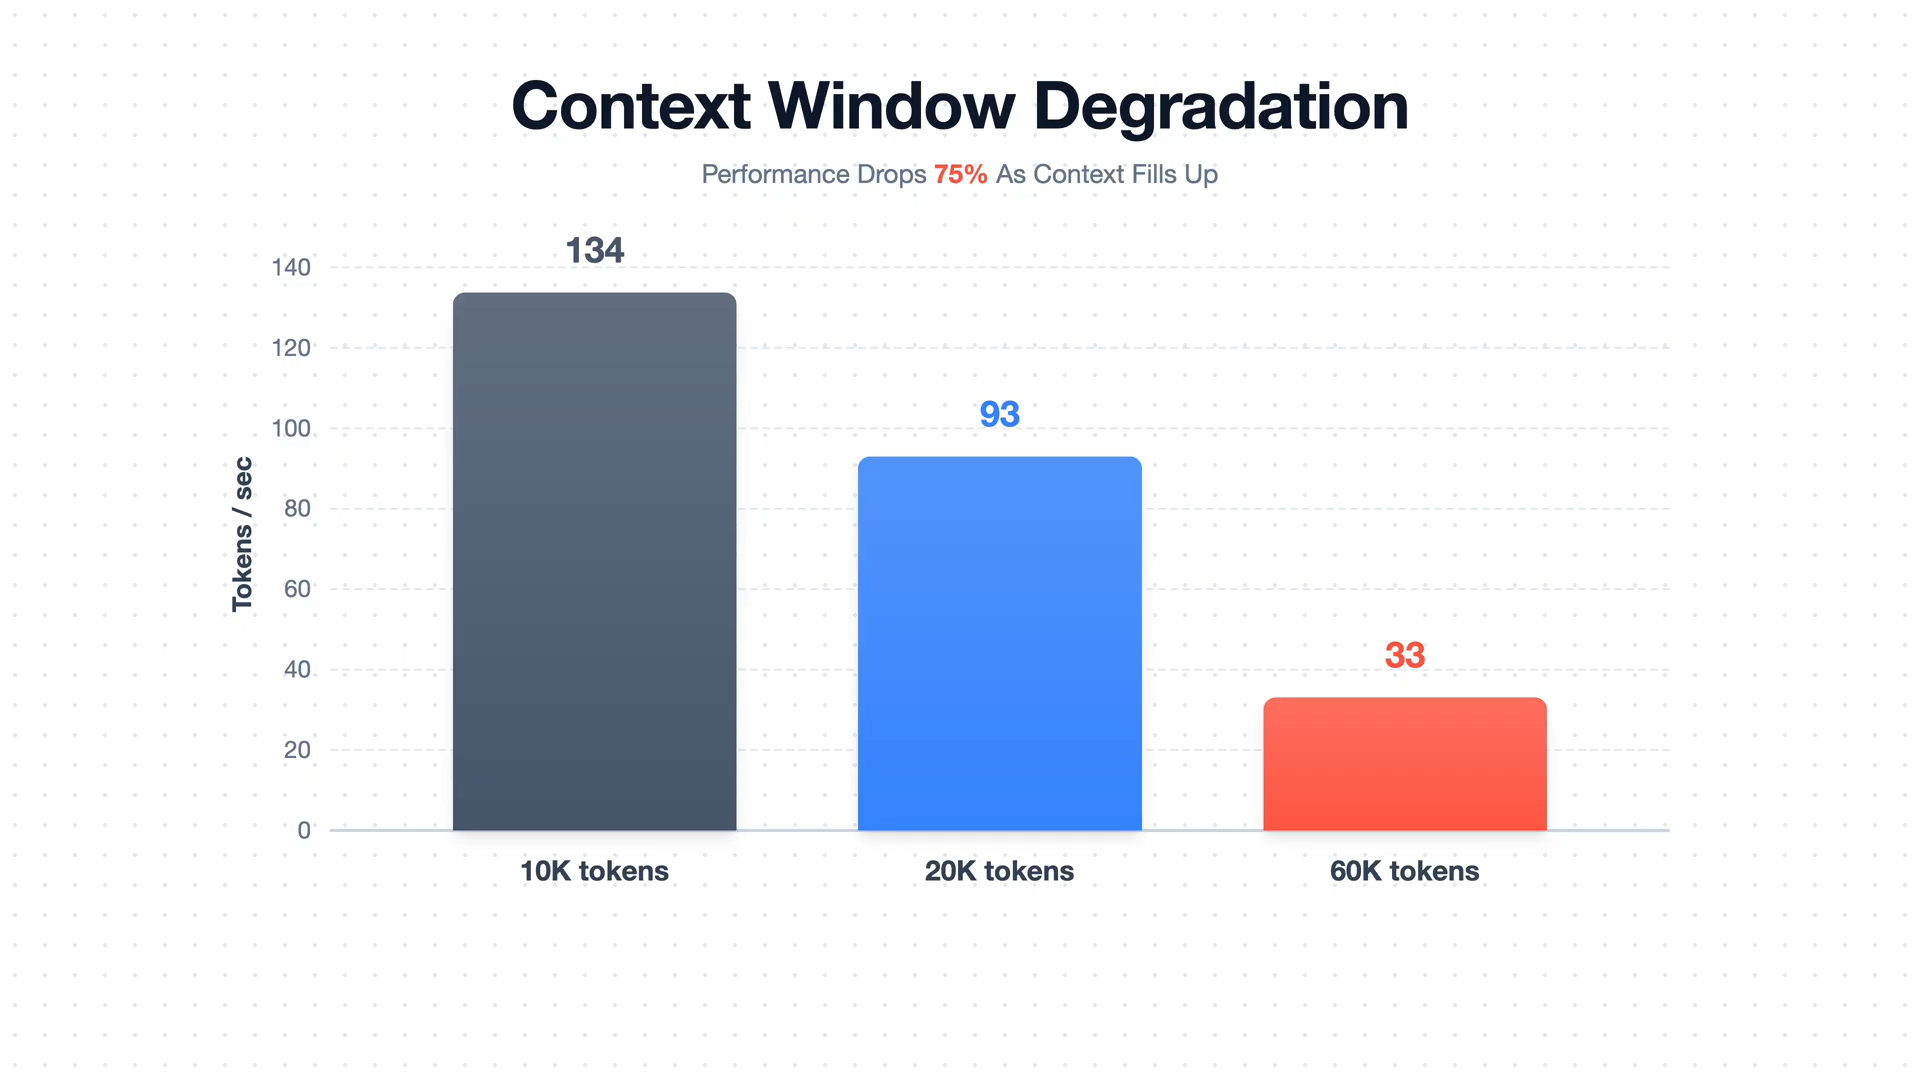 Context Window Degradation
Performance Drops 75% As Context Fills Up
Tokens / sec
140
120
100
80
60
40
20
0
134
93
33
10K tokens
20K tokens
60K tokens